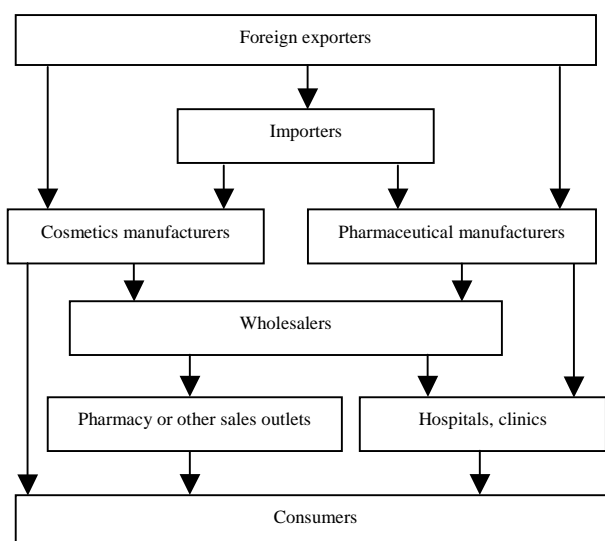 Foreign exporters
Importers
Cosmetics manufacturers
Pharmaceutical manufacturers
Wholesalers
Pharmacy or other sales outlets
Hospitals, clinics
Consumers